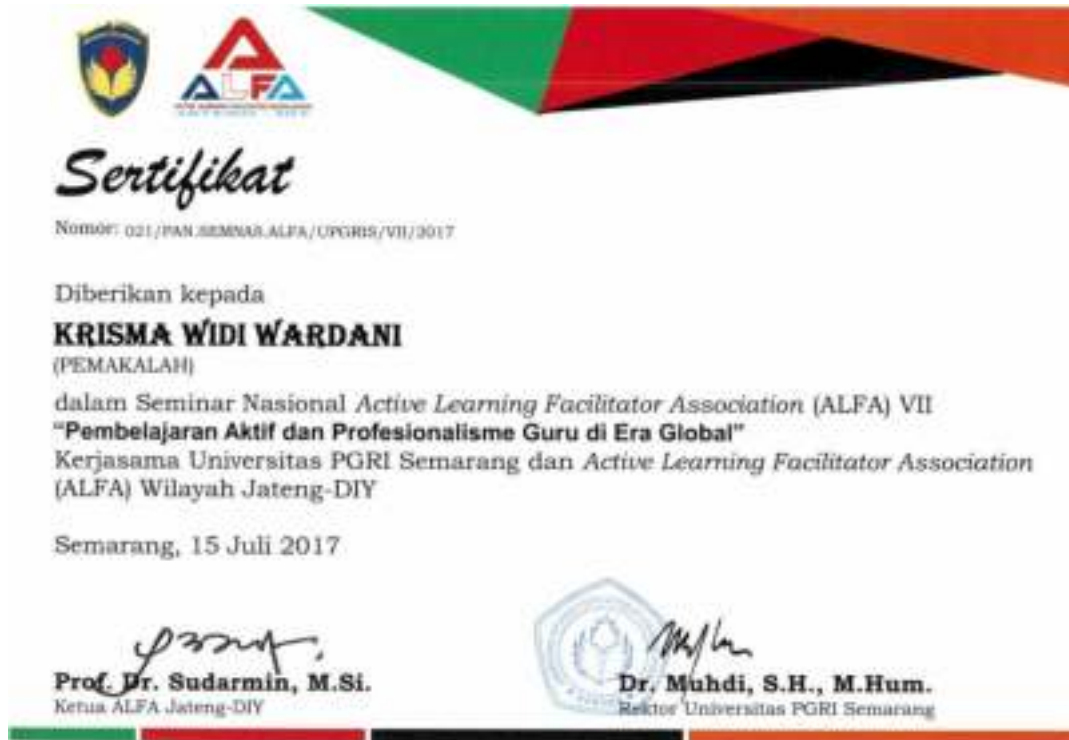 ALFA
Sertifikat
Nomor: 021/PAN.SEMNAS.ALFA/UPGRIS/VII/2017
Diberikan kepada
KRISMA WIDI WARDANI
(PEMAKALAH)
dalam Seminar Nasional Active Learning Facilitator Association (ALFA) VII
"Pembelajaran Aktif dan Profesionalisme Guru di Era Global"
Kerjasama Universitas PGRI Semarang dan Active Learning Facilitator Association
(ALFA) Wilayah Jateng-DIY
Semarang, 15 Juli 2017
Prof. Dr. Sudarmin, M.Si.
Ketua ALFA Jateng-DIY
Dr. Muhdi, S.H., M.Hum.
Rektor Universitas PGRI Semarang